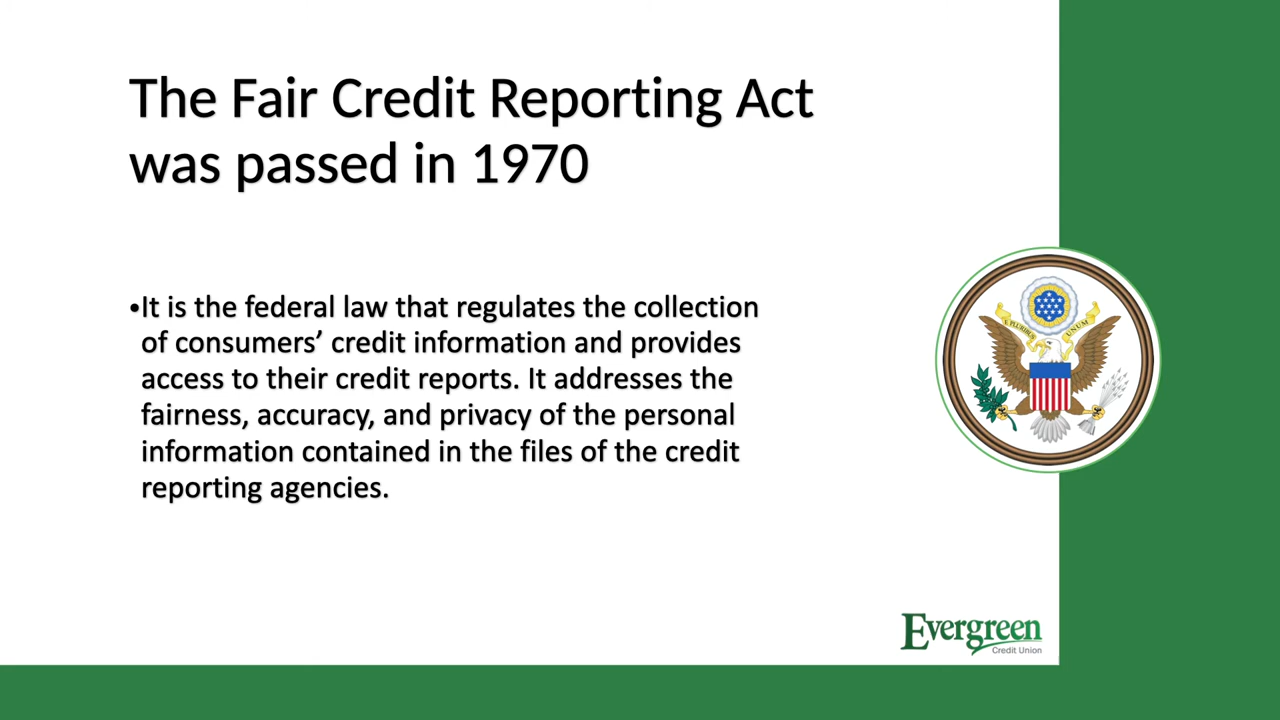 The Fair Credit Reporting Act
was passed in 1970
•It is the federal law that regulates the collection
of consumers’ credit information and provides
access to their credit reports. It addresses the
fairness, accuracy, and privacy of the personal
information contained in the files of the credit
reporting agencies.
E PLURIBUS UNUM
Evergreen
Credit Union